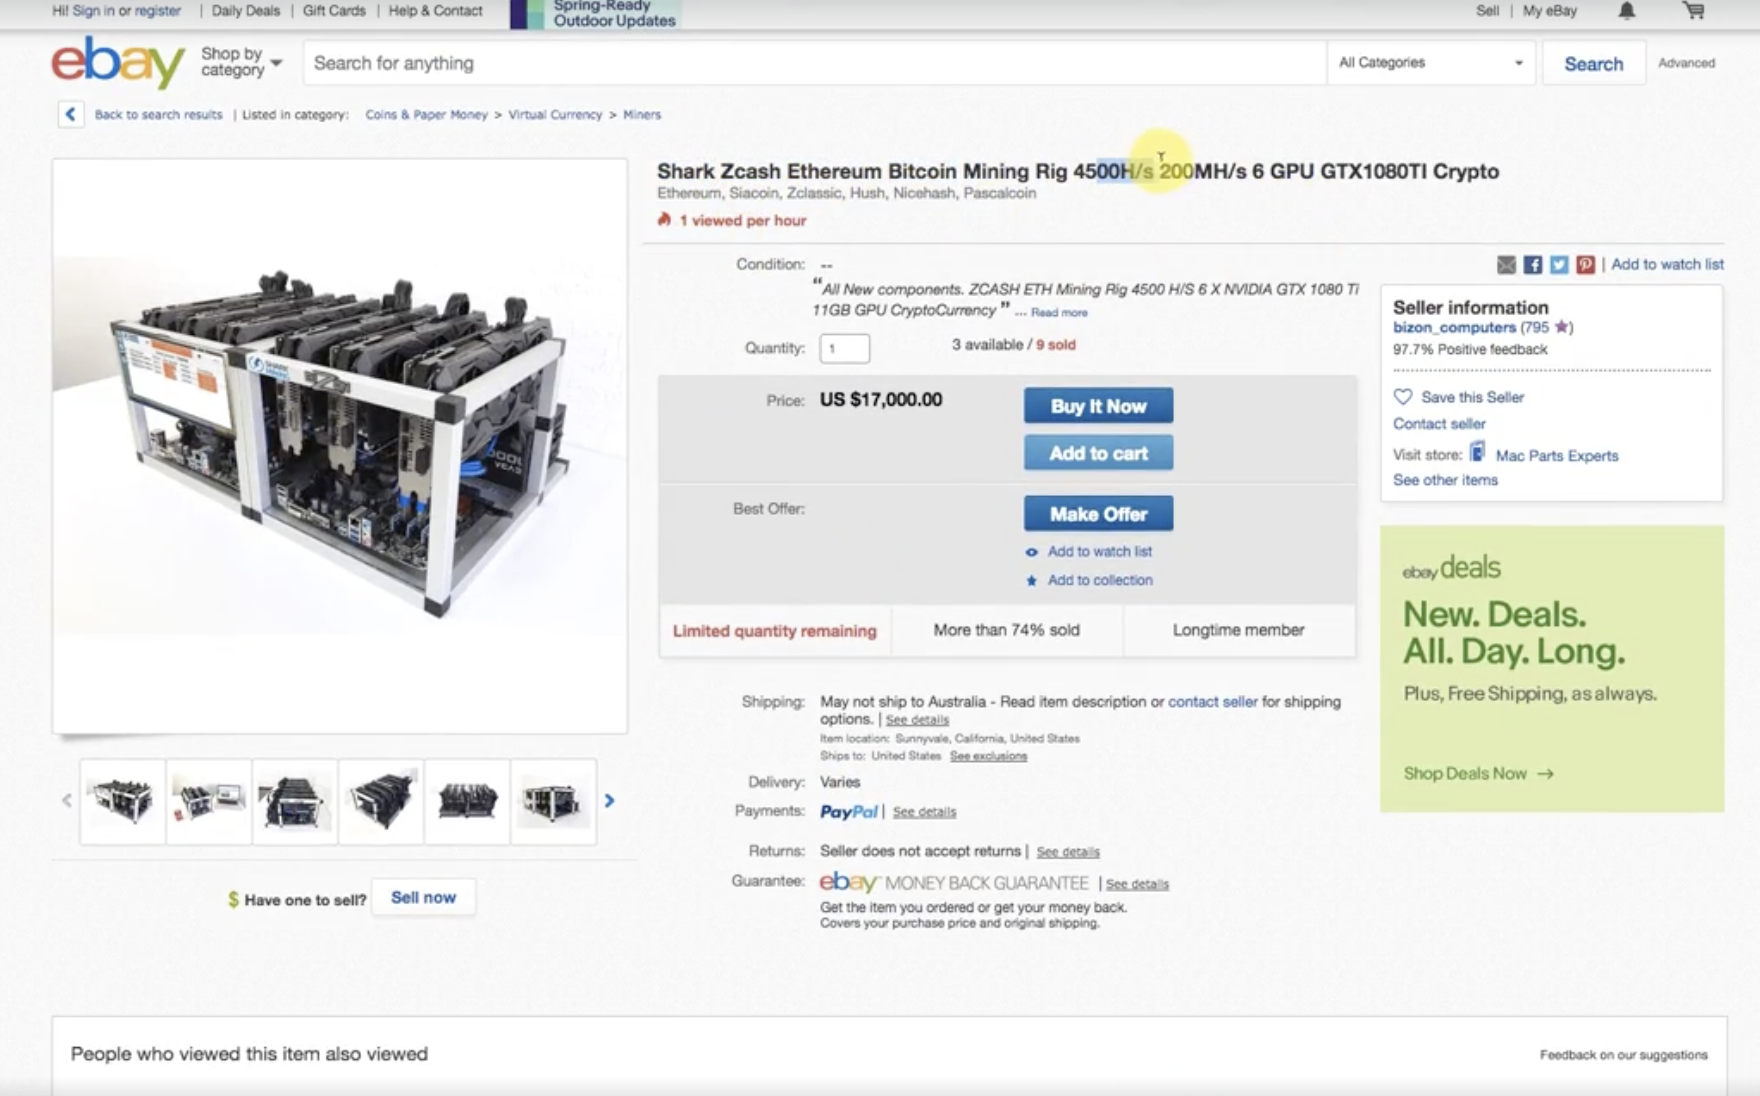 Hi! Sign in or register | Daily Deals | Gift Cards | Help & Contact
Spring-Ready
Outdoor Updates
Sell | My eBay
ebay
Shop by
category
Search for anything
All Categories
Search
Advanced
Back to search results | Listed in category: Coins & Paper Money > Virtual Currency > Miners
Shark Zcash Ethereum Bitcoin Mining Rig 4500H/s 200MH/s 6 GPU GTX1080TI Crypto
Ethereum, Siacoin, Zclassic, Hush, Nicehash, Pascalcoin
1 viewed per hour
Condition: --
“All New components. ZCASH ETH Mining Rig 4500 H/S 6 X NVIDIA GTX 1080 Ti
11GB GPU CryptoCurrency ” ... Read more
Quantity: 1
3 available / 9 sold
Price: US $17,000.00
Buy It Now
Add to cart
Best Offer:
Make Offer
Add to watch list
Add to collection
Limited quantity remaining
More than 74% sold
Longtime member
| Add to watch list
Seller information
bizon_computers (795 ★)
97.7% Positive feedback
Save this Seller
Contact seller
Visit store: Mac Parts Experts
See other items
ebay deals
New. Deals.
All. Day. Long.
Plus, Free Shipping, as always.
Shop Deals Now →
Shipping: May not ship to Australia - Read item description or contact seller for shipping
options. | See details
Item location: Sunnyvale, California, United States
Ships to: United States See exclusions
Delivery: Varies
Payments: PayPal | See details
Returns: Seller does not accept returns | See details
Guarantee: ebay MONEY BACK GUARANTEE | See details
Get the item you ordered or get your money back.
Covers your purchase price and original shipping.
$ Have one to sell? Sell now
People who viewed this item also viewed
Feedback on our suggestions